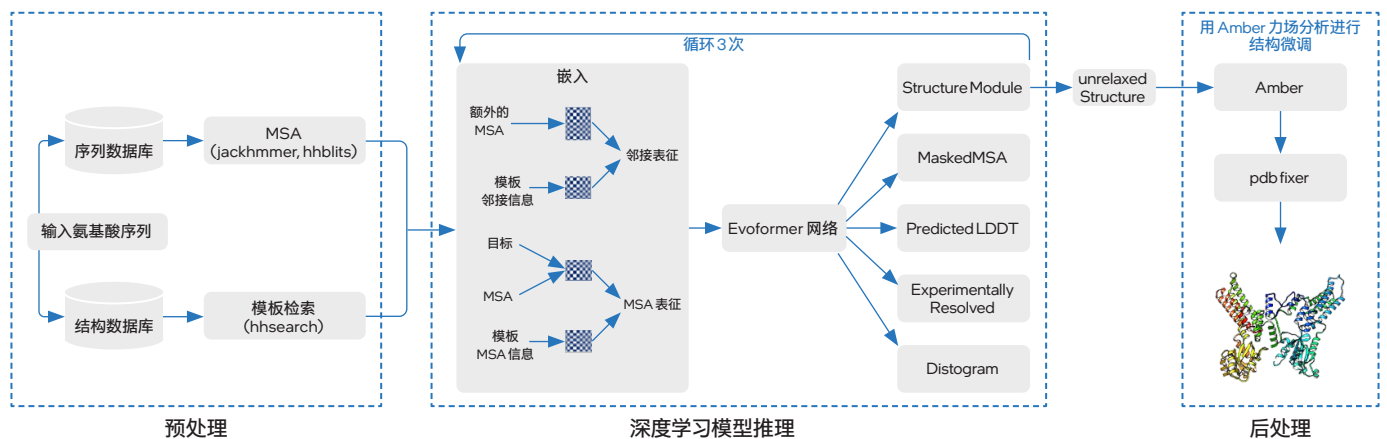 序列数据库
MSA
(jackhmmer, hhblits)
输入氨基酸序列
结构数据库
模板检索
(hhsearch)
预处理
循环 3 次
嵌入
额外的
MSA
模板
邻接信息
邻接表征
目标
MSA
模板
MSA 信息
MSA 表征
Evoformer 网络
Structure Module
MaskedMSA
Predicted LDDT
Experimentally
Resolved
Distogram
深度学习模型推理
unrelaxed
Structure
用 Amber 力场分析进行
结构微调
Amber
pdb fixer
后处理